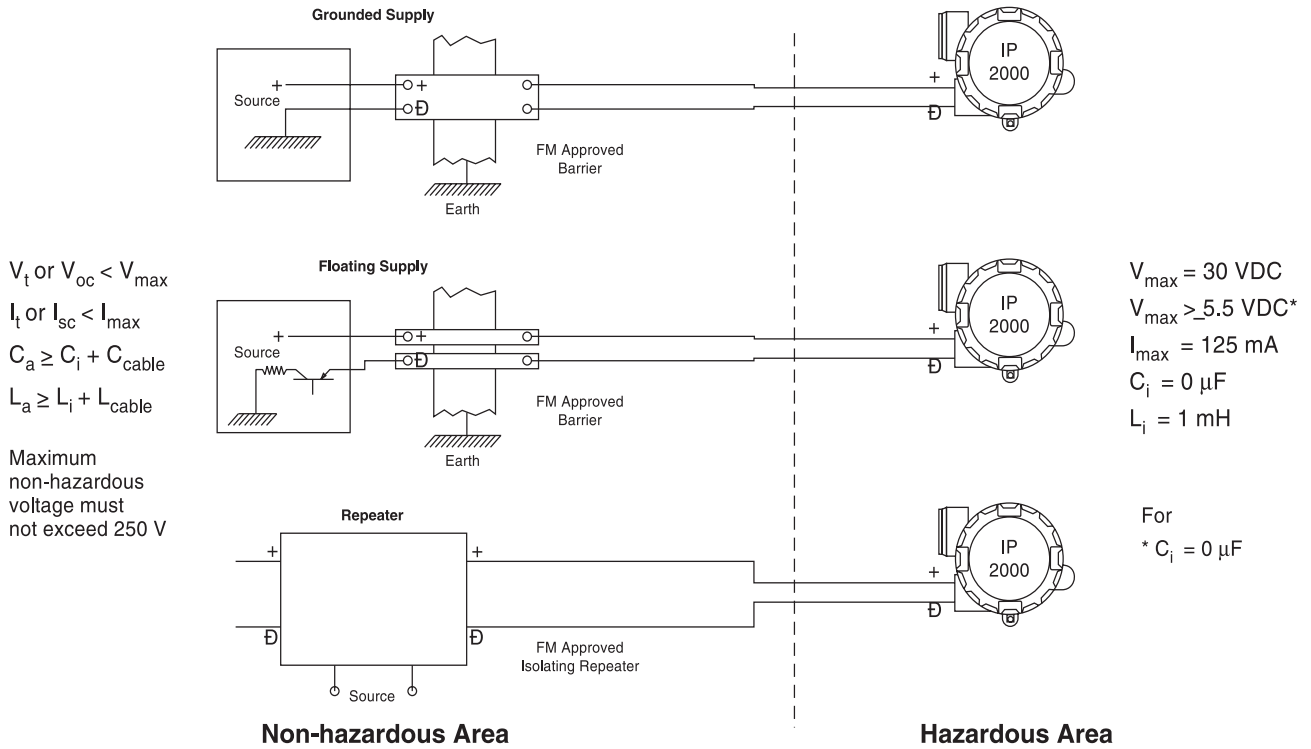 Grounded Supply
+
Source
+
Đ
FM Approved
Barrier
Earth
+
Đ
IP
2000
Vt or Voc < Vmax
It or Isc < Imax
Ca ≥ Ci + Ccable
La ≥ Li + Lcable
Maximum
non-hazardous
voltage must
not exceed 250 V
Floating Supply
+
Source
+
Đ
FM Approved
Barrier
Earth
+
Đ
IP
2000
Vmax = 30 VDC
Vmax >_5.5 VDC*
Imax = 125 mA
Ci = 0 μF
Li = 1 mH
Repeater
+
Đ
+
Đ
Source
FM Approved
Isolating Repeater
+
Đ
IP
2000
For
* Ci = 0 μF
Non-hazardous Area
Hazardous Area